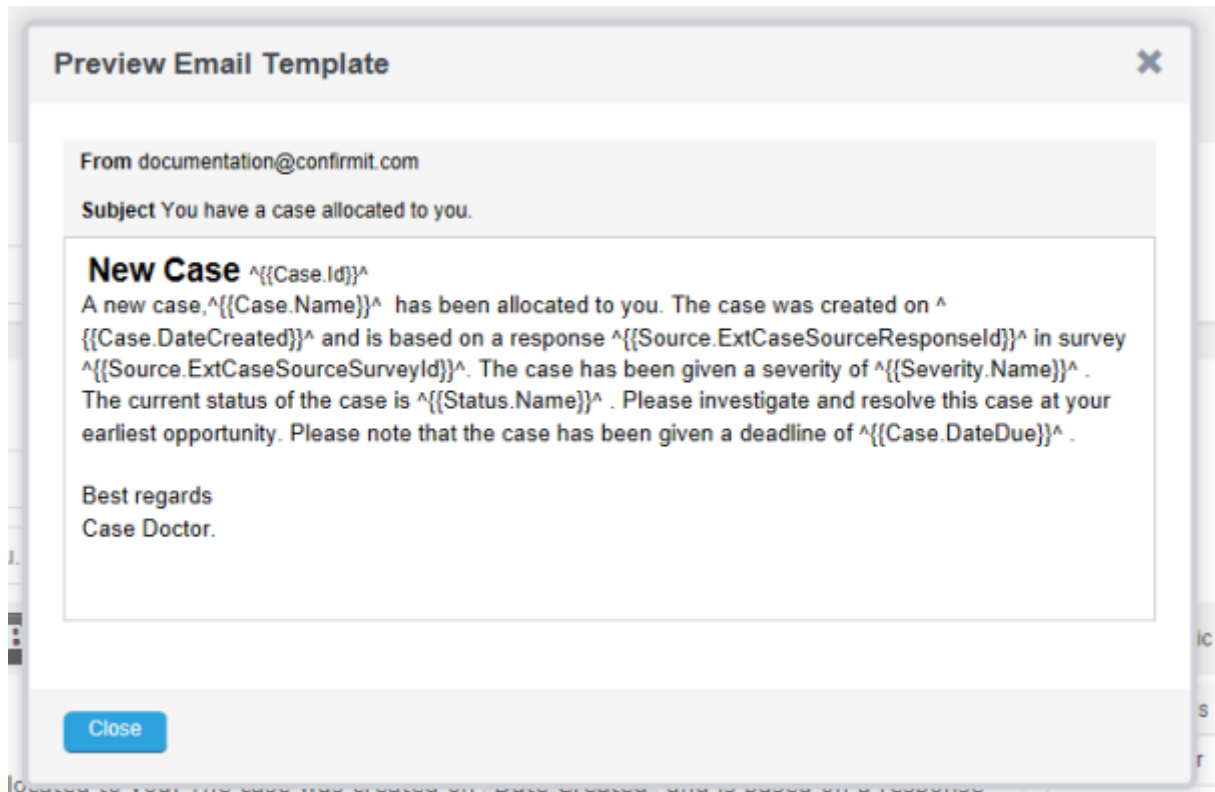 Preview Email Template
From documentation@confirmit.com
Subject You have a case allocated to you.
New Case ^{{Case.Id}}^
A new case,^{{Case.Name}}^  has been allocated to you. The case was created on ^
{{Case.DateCreated}}^ and is based on a response ^{{Source.ExtCaseSourceResponseId}}^ in survey
^{{Source.ExtCaseSourceSurveyId}}^. The case has been given a severity of ^{{Severity.Name}}^ .
The current status of the case is ^{{Status.Name}}^ . Please investigate and resolve this case at your
earliest opportunity. Please note that the case has been given a deadline of ^{{Case.DateDue}}^ .
Best regards
Case Doctor.
u.
B
ic
s
Close
r